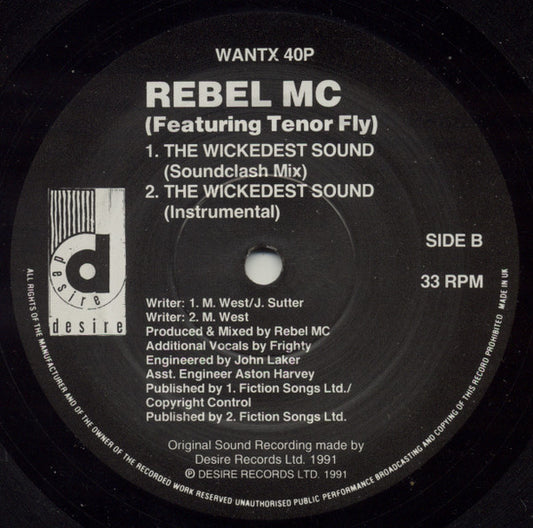 WANTX 40P
REBEL MC
(Featuring Tenor Fly)
1. THE WICKEDEST SOUND
(Soundclash Mix)
2. THE WICKEDEST SOUND
(Instrumental)
d
desire
desire
SIDE B
33 RPM
Writer: 1. M. West/J. Sutter
Writer: 2. M. West
Produced & Mixed by Rebel MC
Additional Vocals by Frighty
Engineered by John Laker
Asst. Engineer Aston Harvey
Published by 1. Fiction Songs Ltd./
Copyright Control
Published by 2. Fiction Songs Ltd.
Original Sound Recording made by
Desire Records Ltd. 1991
℗ DESIRE RECORDS LTD. 1991
ALL RIGHTS OF THE MANUFACTURER AND OF THE OWNER OF THE RECORDED WORK RESERVED UNAUTHORISED PUBLIC PERFORMANCE BROADCASTING AND COPYING OF THIS RECORD PROHIBITED MADE IN UK